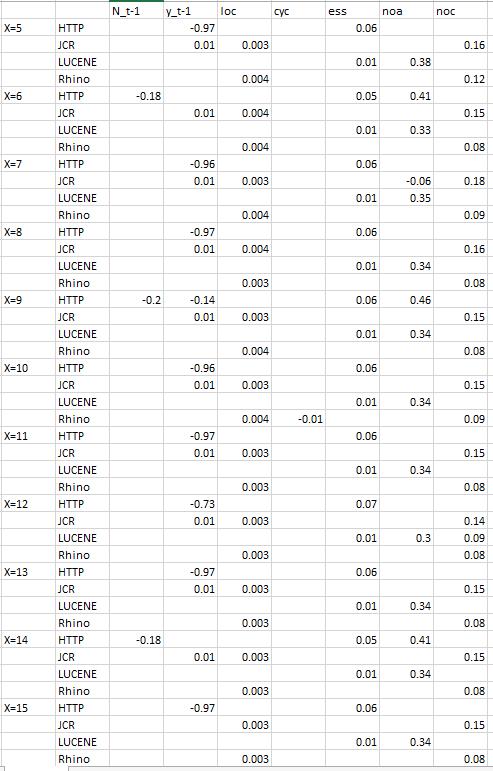 N_t-1 y_t-1 loc cyc ess noa noc
X=5 HTTP -0.97 0.06
JCR 0.01 0.003 0.16
LUCENE 0.01 0.38
Rhino 0.004 0.12
X=6 HTTP -0.18 0.05 0.41
JCR 0.01 0.004 0.15
LUCENE 0.01 0.33
Rhino 0.004 0.08
X=7 HTTP -0.96 0.06
JCR 0.01 0.003 -0.06 0.18
LUCENE 0.01 0.35
Rhino 0.004 0.09
X=8 HTTP -0.97 0.06
JCR 0.01 0.004 0.16
LUCENE 0.01 0.34
Rhino 0.003 0.08
X=9 HTTP -0.2 -0.14 0.06 0.46
JCR 0.01 0.003 0.15
LUCENE 0.01 0.34
Rhino 0.004 0.08
X=10 HTTP -0.96 0.06
JCR 0.01 0.003 0.15
LUCENE 0.01 0.34
Rhino 0.004 -0.01 0.09
X=11 HTTP -0.97 0.06
JCR 0.01 0.003 0.15
LUCENE 0.01 0.34
Rhino 0.003 0.08
X=12 HTTP -0.73 0.07
JCR 0.01 0.003 0.14
LUCENE 0.01 0.3 0.09
Rhino 0.003 0.08
X=13 HTTP -0.97 0.06
JCR 0.01 0.003 0.15
LUCENE 0.01 0.34
Rhino 0.003 0.08
X=14 HTTP -0.18 0.05 0.41
JCR 0.01 0.003 0.15
LUCENE 0.01 0.34
Rhino 0.003 0.08
X=15 HTTP -0.97 0.06
JCR 0.003 0.15
LUCENE 0.01 0.34
Rhino 0.003 0.08